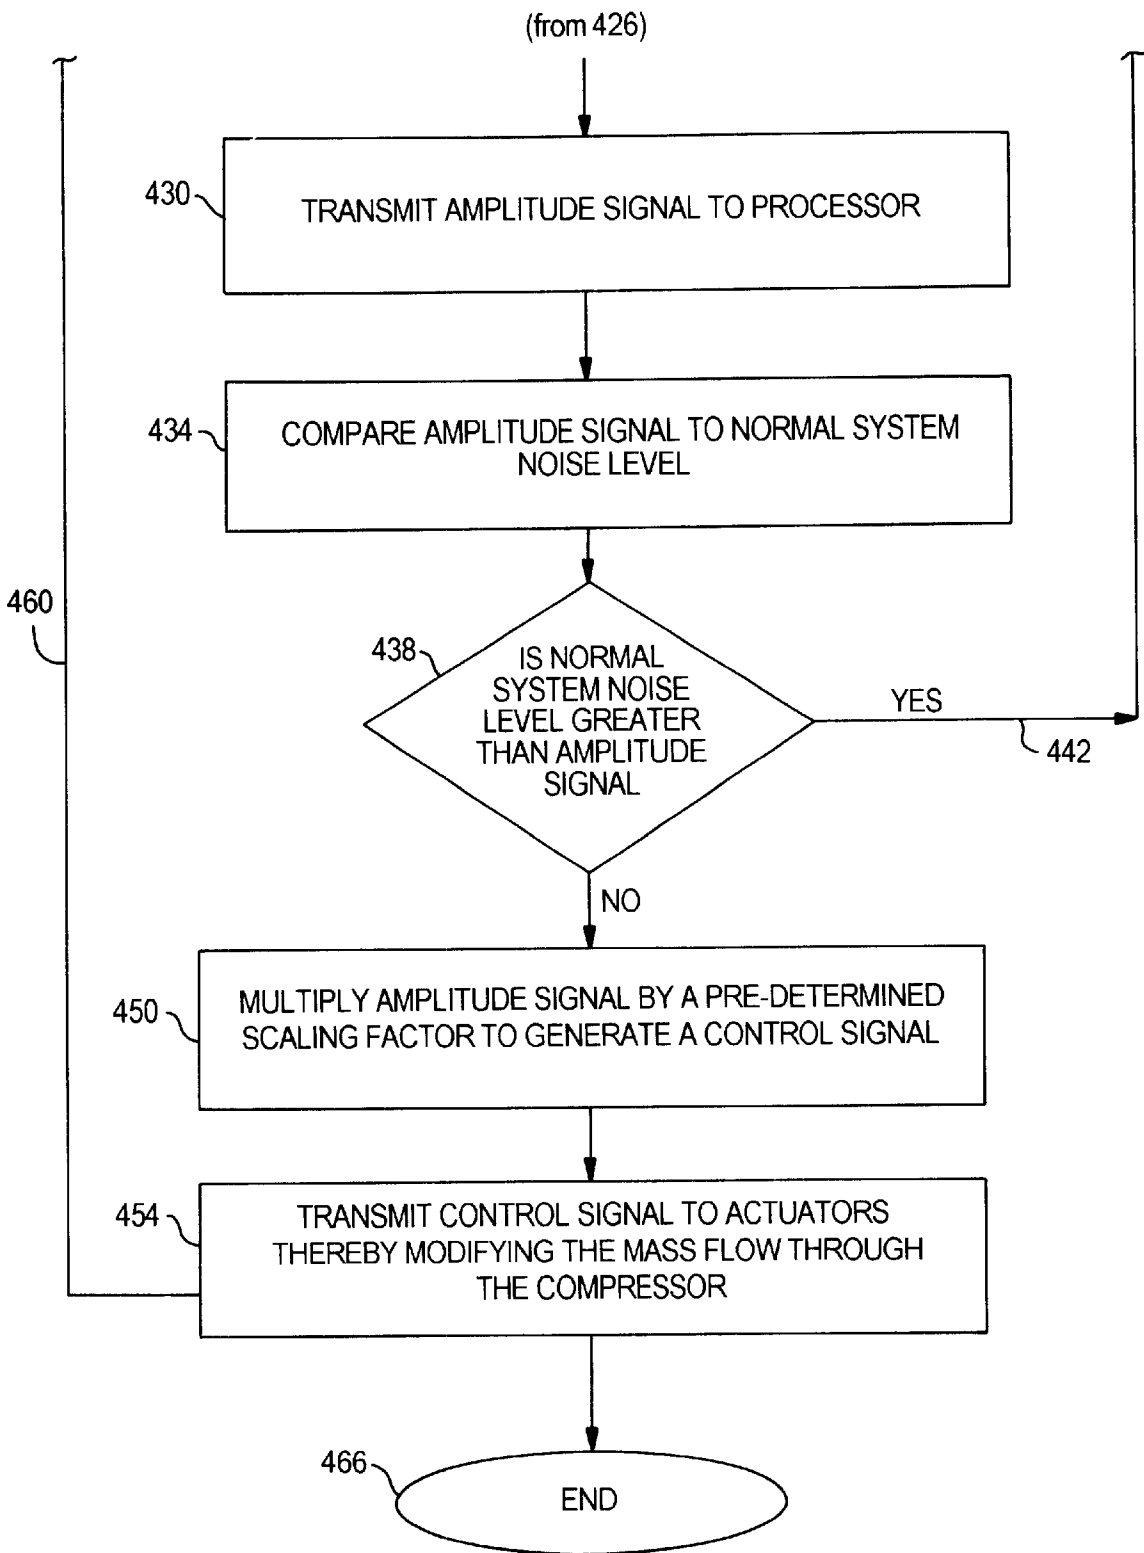 (from 426)
430
TRANSMIT AMPLITUDE SIGNAL TO PROCESSOR
434
COMPARE AMPLITUDE SIGNAL TO NORMAL SYSTEM
NOISE LEVEL
460
438
IS NORMAL
SYSTEM NOISE
LEVEL GREATER
THAN AMPLITUDE
SIGNAL
YES
442
NO
450
MULTIPLY AMPLITUDE SIGNAL BY A PRE-DETERMINED
SCALING FACTOR TO GENERATE A CONTROL SIGNAL
454
TRANSMIT CONTROL SIGNAL TO ACTUATORS
THEREBY MODIFYING THE MASS FLOW THROUGH
THE COMPRESSOR
466
END